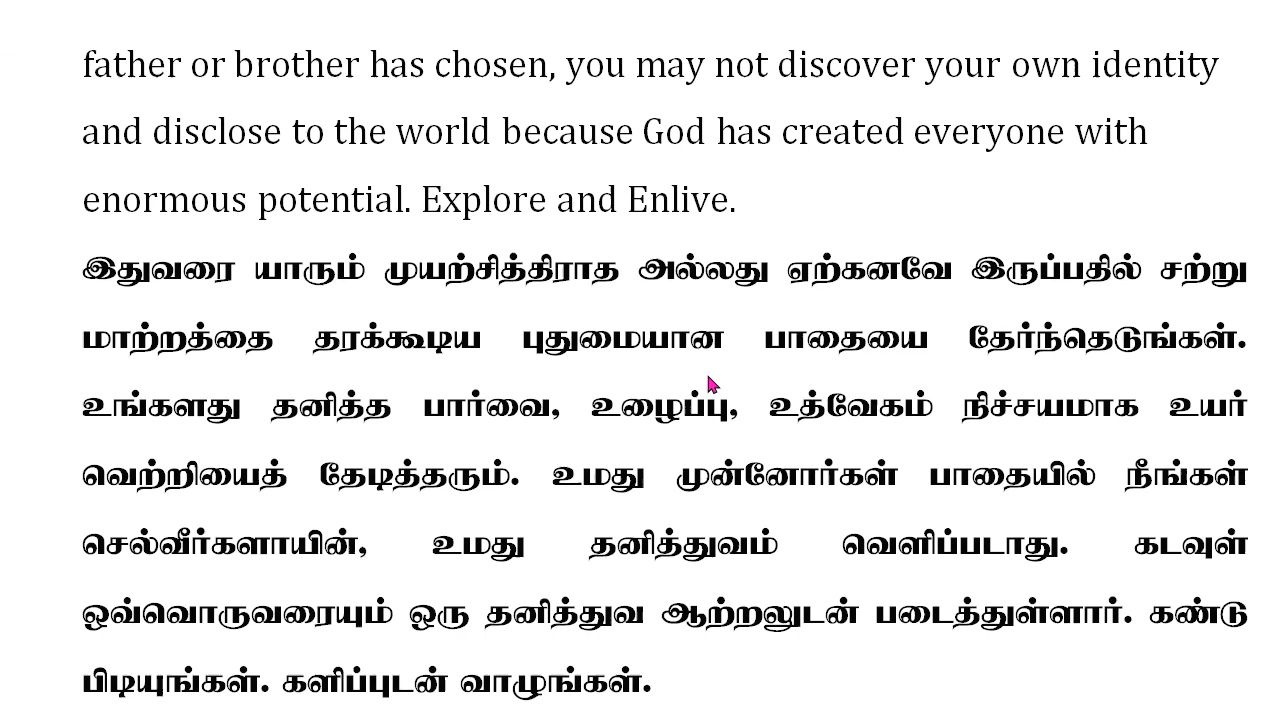 father or brother has chosen, you may not discover your own identity
and disclose to the world because God has created everyone with
enormous potential. Explore and Enlive.
இதுவரை யாரும் முயற்சித்திராத அல்லது ஏற்கனவே இருப்பதில் சற்று
மாற்றத்தை தரக்கூடிய புதுமையான பாதையை தேர்ந்தெடுங்கள்.
உங்களது தனித்த பார்வை, உழைப்பு, உத்வேகம் நிச்சயமாக உயர்
வெற்றியைத் தேடித்தரும். உமது முன்னோர்கள் பாதையில் நீங்கள்
செல்வீர்களாயின், உமது தனித்துவம் வெளிப்படாது. கடவுள்
ஒவ்வொருவரையும் ஒரு தனித்துவ ஆற்றலுடன் படைத்துள்ளார். கண்டு
பிடியுங்கள். களிப்புடன் வாழுங்கள்.